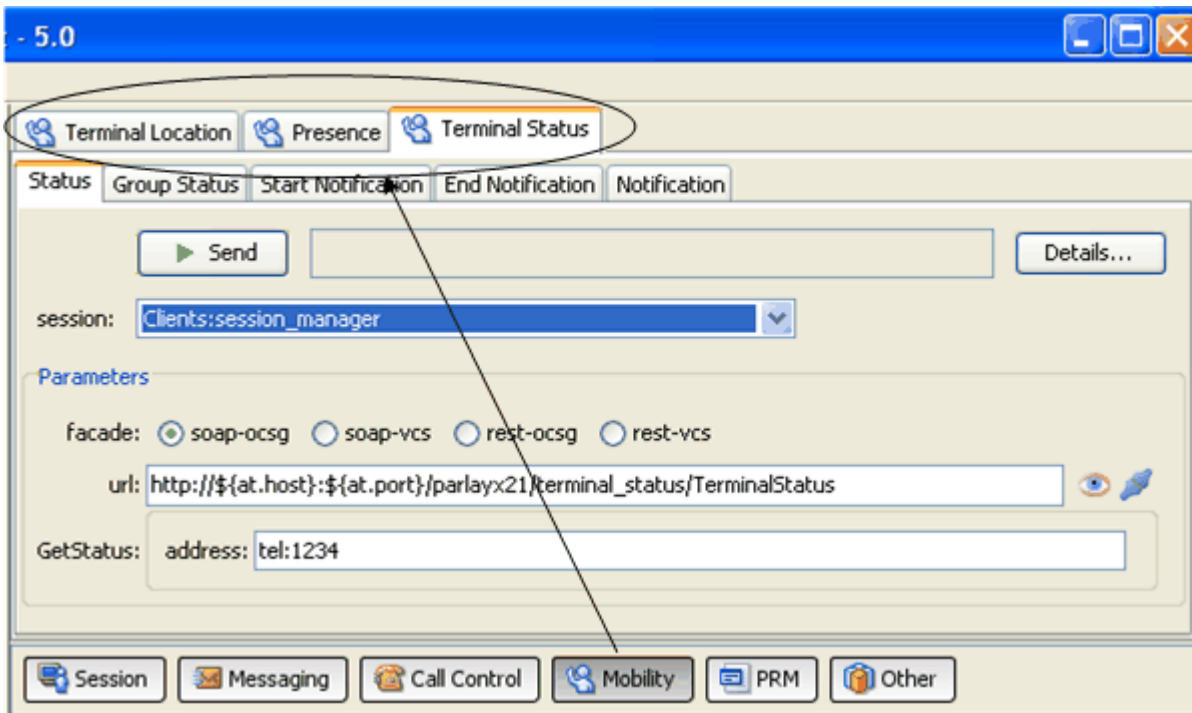 - 5.0
Terminal Location Presence Terminal Status
Status Group Status Start Notification End Notification Notification
Send Details...
session: Clients:session_manager
Parameters
facade: soap-ocsg soap-vcs rest-ocsg rest-vcs
url: http://${at.host}:${at.port}/parlayx21/terminal_status/TerminalStatus
GetStatus: address: tel:1234
Session Messaging Call Control Mobility PRM Other